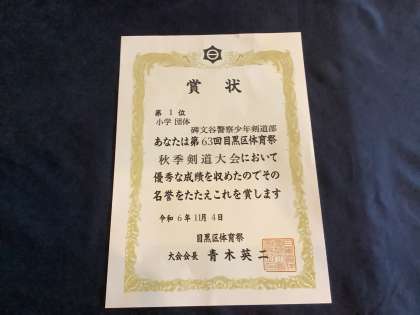 賞状
第1位
小学 団体
碑文谷警察少年剣道部
あなたは第63回目黒区体育祭
秋季剣道大会において
優秀な成績を収めたのでその
名誉をたたえこれを賞します
令和6年11月4日
目黒区体育祭
大会会長 青木英二